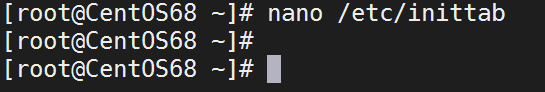 [root@CentOS68 ~]# nano /etc/inittab
[root@CentOS68 ~]#
[root@CentOS68 ~]#